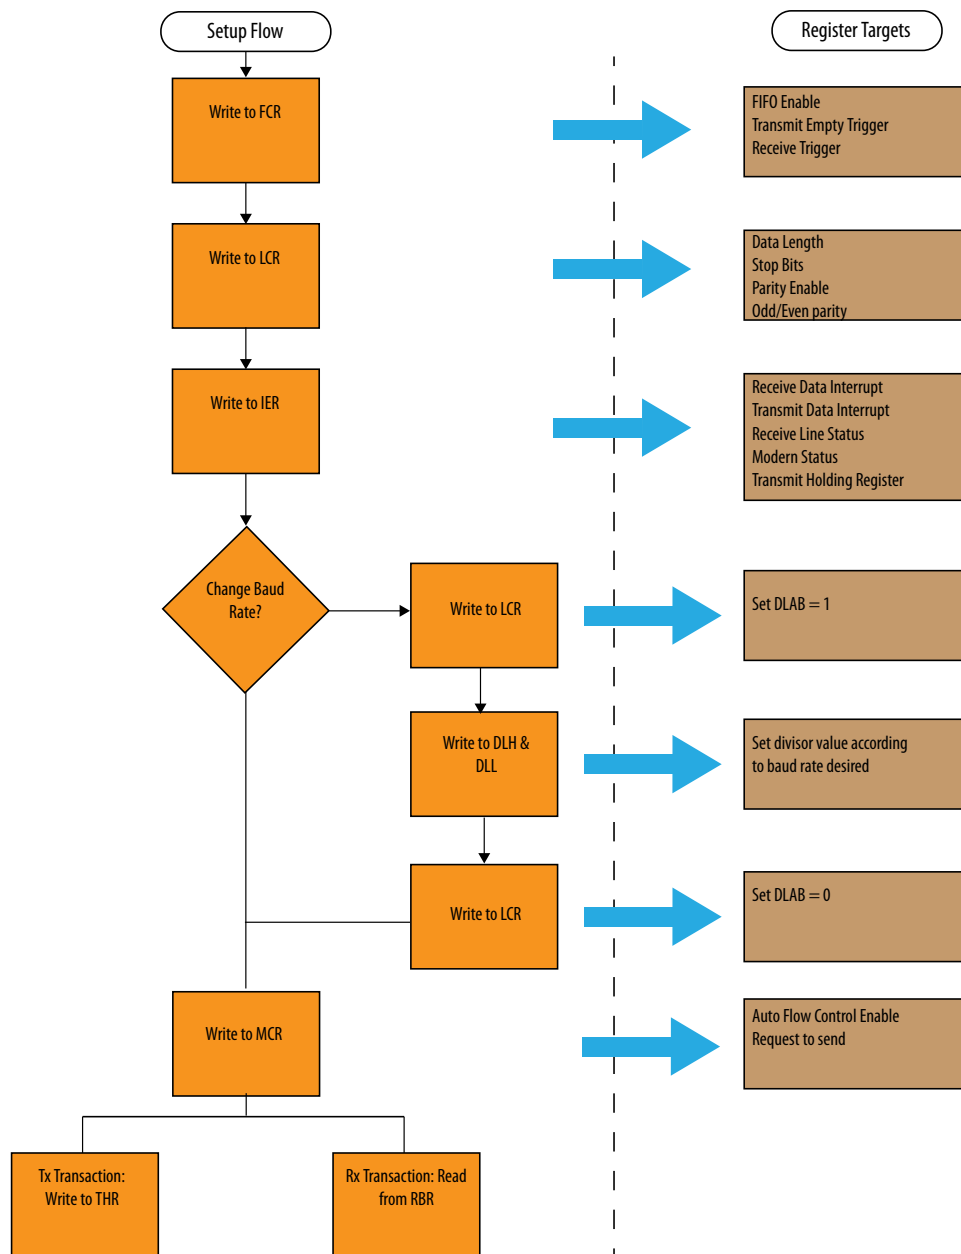 Setup Flow
Register Targets
Write to FCR
FIFO Enable
Transmit Empty Trigger
Receive Trigger
Write to LCR
Data Length
Stop Bits
Parity Enable
Odd/Even parity
Write to IER
Receive Data Interrupt
Transmit Data Interrupt
Receive Line Status
Modern Status
Transmit Holding Register
Change Baud
Rate?
Write to LCR
Set DLAB = 1
Write to DLH &
DLL
Set divisor value according
to baud rate desired
Write to LCR
Set DLAB = 0
Write to MCR
Auto Flow Control Enable
Request to send
Tx Transaction:
Write to THR
Rx Transaction: Read
from RBR